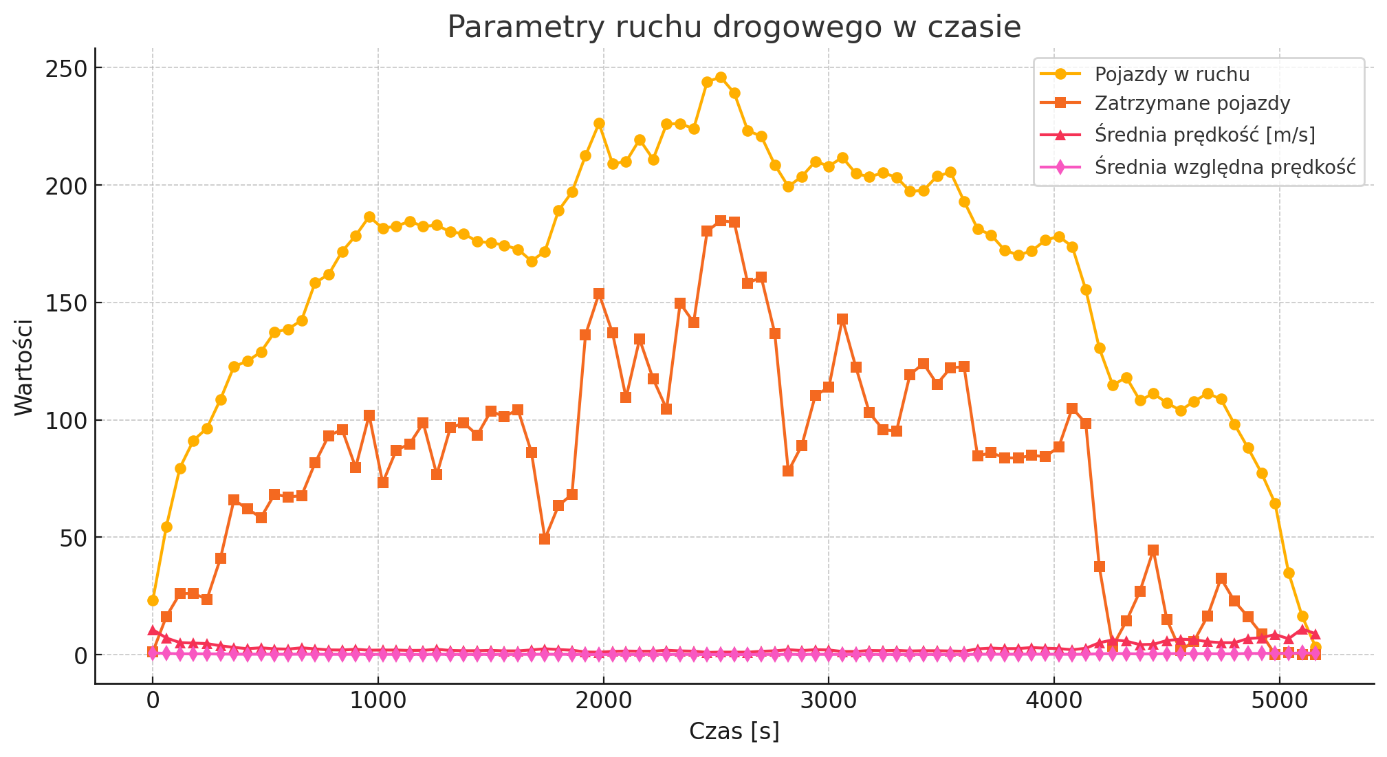 Parametry ruchu drogowego w czasie
Pojazdy w ruchu
Zatrzymane pojazdy
Średnia prędkość [m/s]
Średnia względna prędkość
Wartości
250
200
150
100
50
0
0 1000 2000 3000 4000 5000
Czas [s]